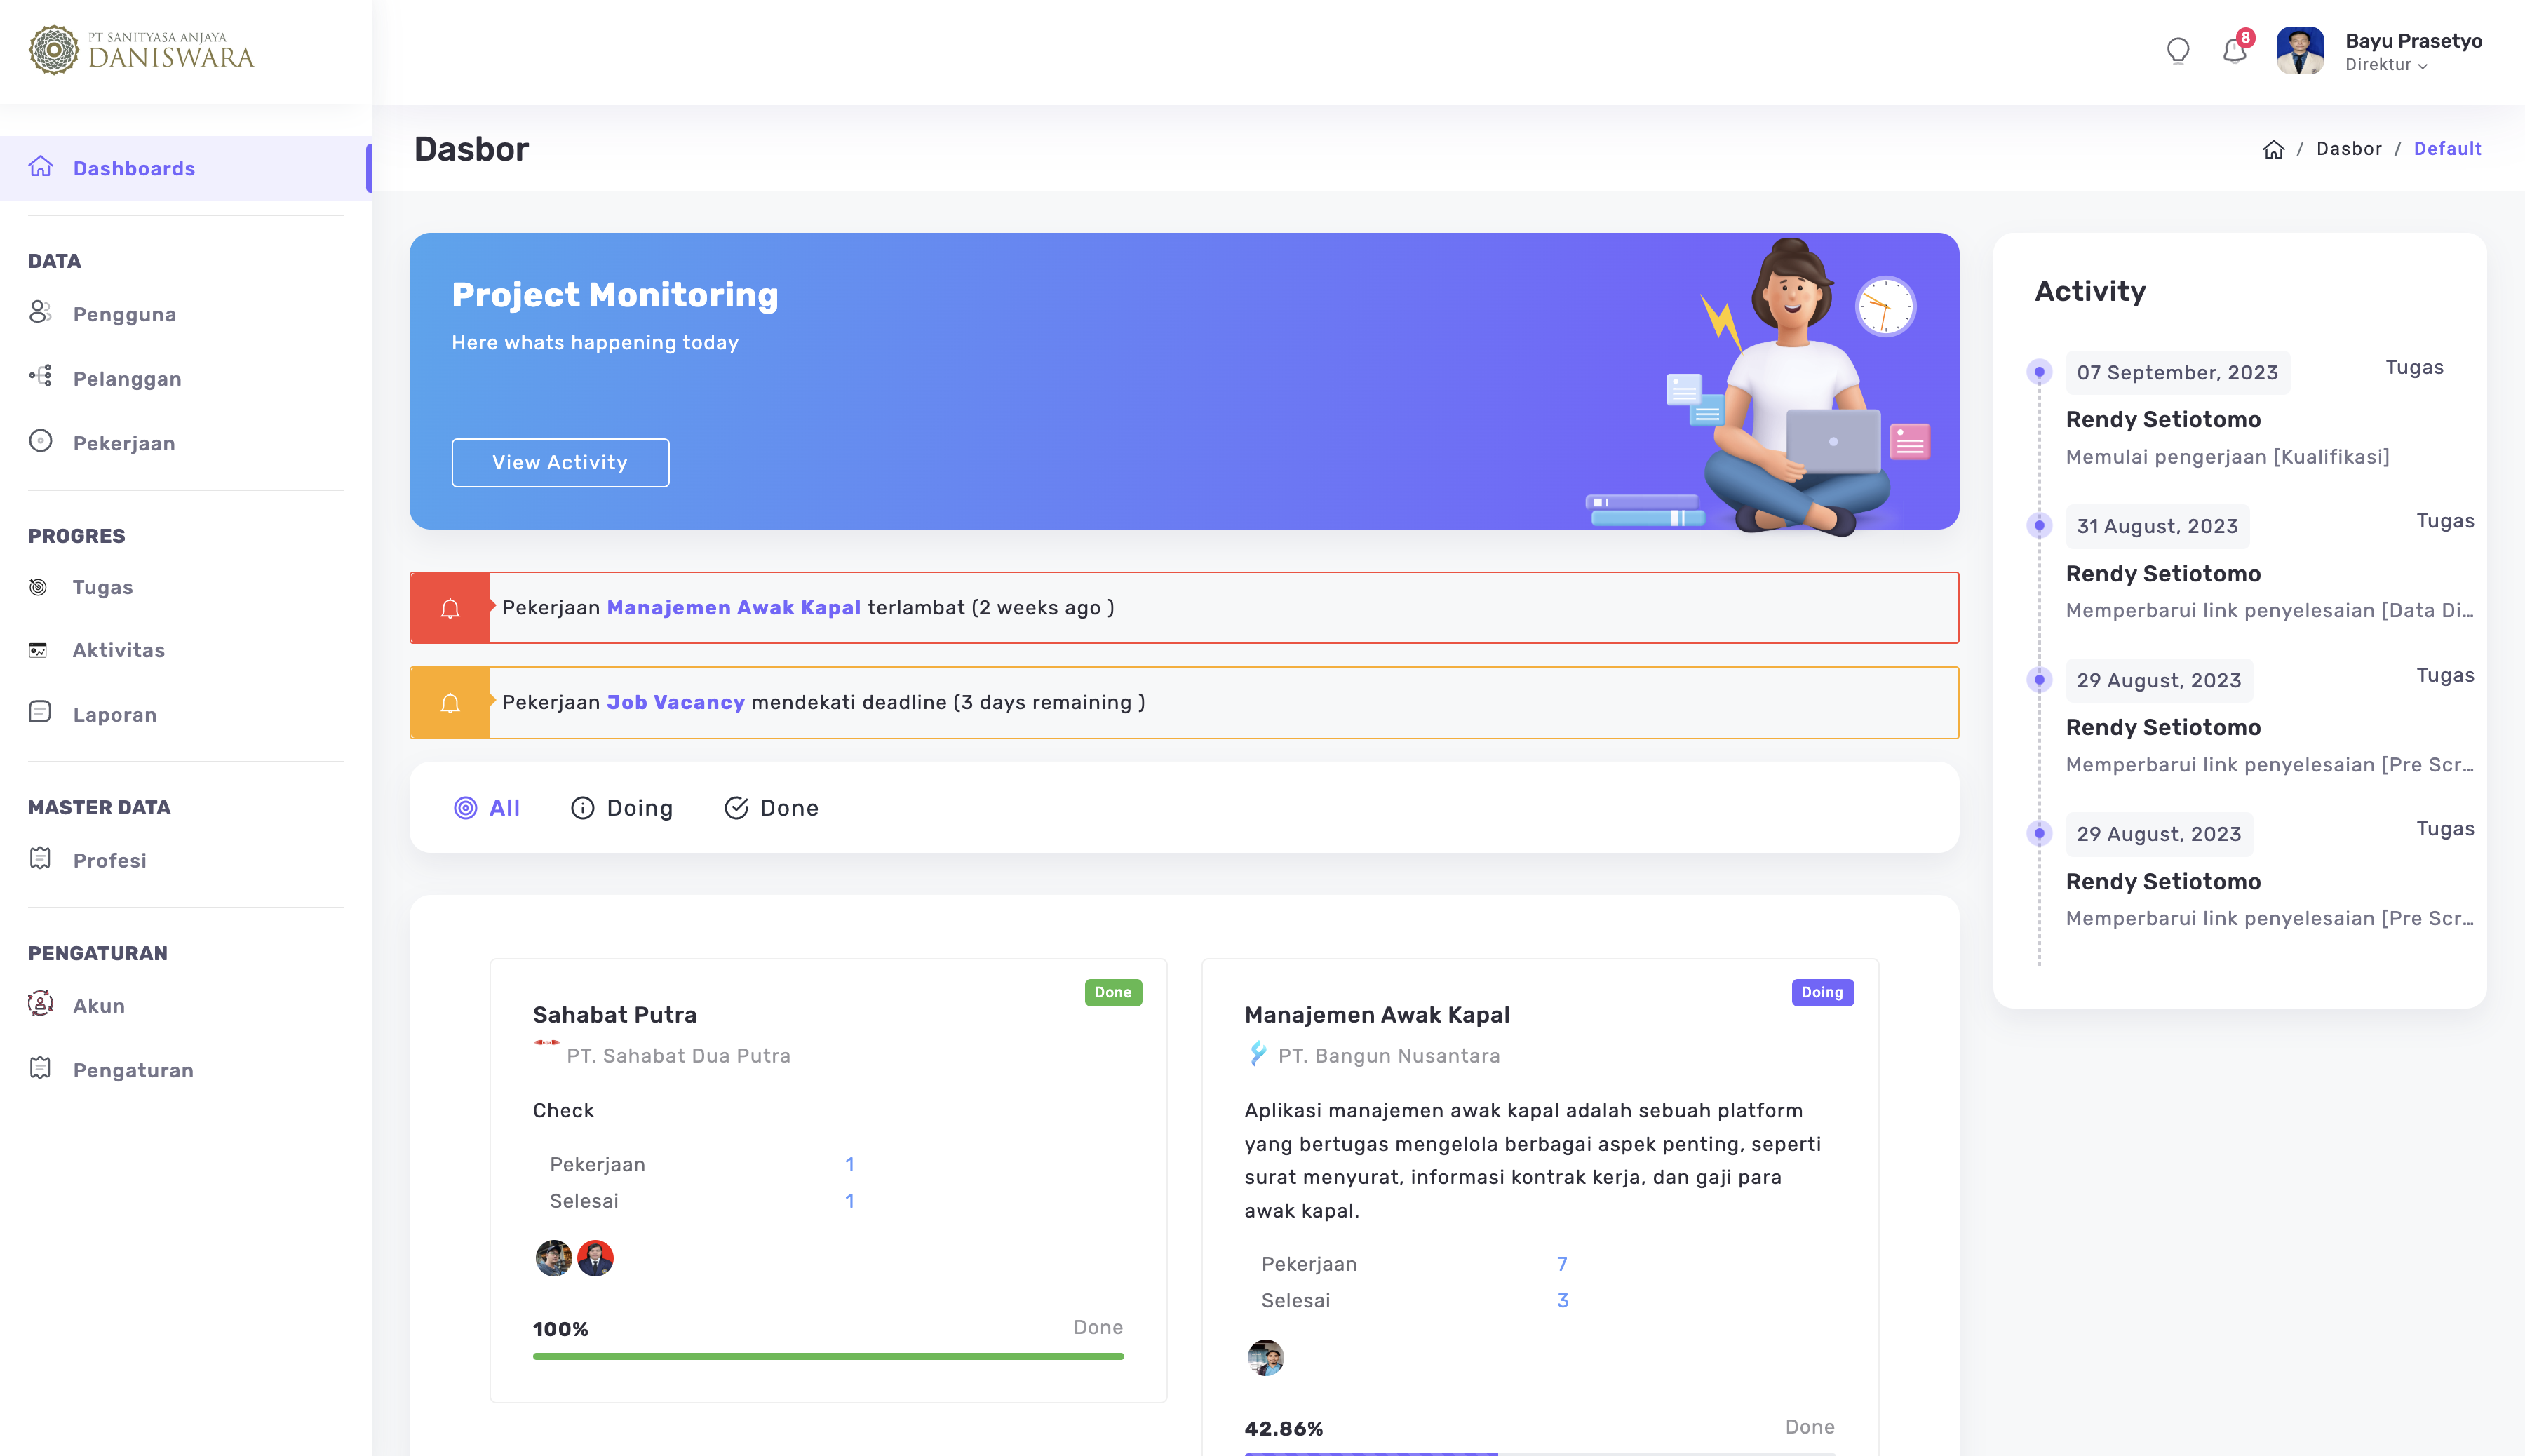 PT SANITYASA ANJAYA
DANISWARA
8
Bayu Prasetyo
Direktur
Dashboards
DATA
Pengguna
Pelanggan
Pekerjaan
PROGRES
Tugas
Aktivitas
Laporan
MASTER DATA
Profesi
PENGATURAN
Akun
Pengaturan
Dasbor
/ Dasbor / Default
Project Monitoring
Here whats happening today
View Activity
Pekerjaan Manajemen Awak Kapal terlambat (2 weeks ago )
Pekerjaan Job Vacancy mendekati deadline (3 days remaining )
All
Doing
Done
Done
Sahabat Putra
PT. Sahabat Dua Putra
Check
Pekerjaan 1
Selesai 1
100% Done
Doing
Manajemen Awak Kapal
PT. Bangun Nusantara
Aplikasi manajemen awak kapal adalah sebuah platform
yang bertugas mengelola berbagai aspek penting, seperti
surat menyurat, informasi kontrak kerja, dan gaji para
awak kapal.
Pekerjaan 7
Selesai 3
42.86% Done
Activity
07 September, 2023 Tugas
Rendy Setiotomo
Memulai pengerjaan [Kualifikasi]
31 August, 2023 Tugas
Rendy Setiotomo
Memperbarui link penyelesaian [Data Di...
29 August, 2023 Tugas
Rendy Setiotomo
Memperbarui link penyelesaian [Pre Scr...
29 August, 2023 Tugas
Rendy Setiotomo
Memperbarui link penyelesaian [Pre Scr...